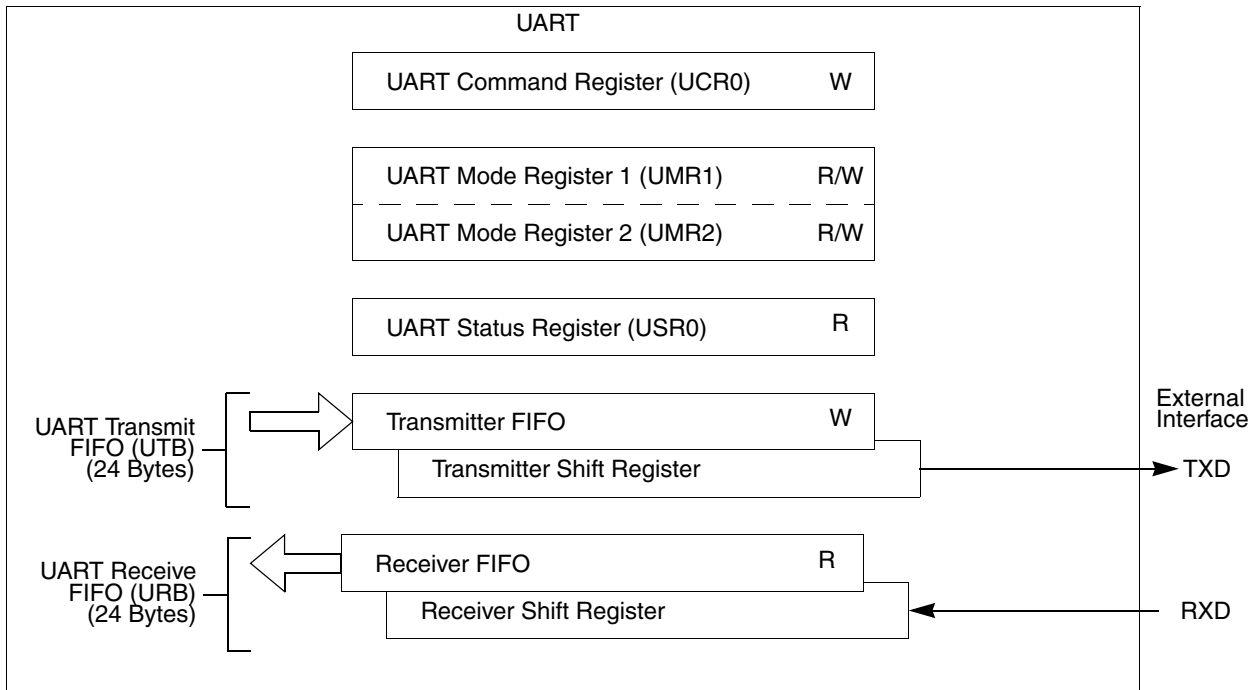 UART
UART Command Register (UCR0) W
UART Mode Register 1 (UMR1) R/W
UART Mode Register 2 (UMR2) R/W
UART Status Register (USR0) R
UART Transmit
FIFO (UTB)
(24 Bytes)
Transmitter FIFO W
Transmitter Shift Register
External
Interface
TXD
UART Receive
FIFO (URB)
(24 Bytes)
Receiver FIFO R
Receiver Shift Register
RXD